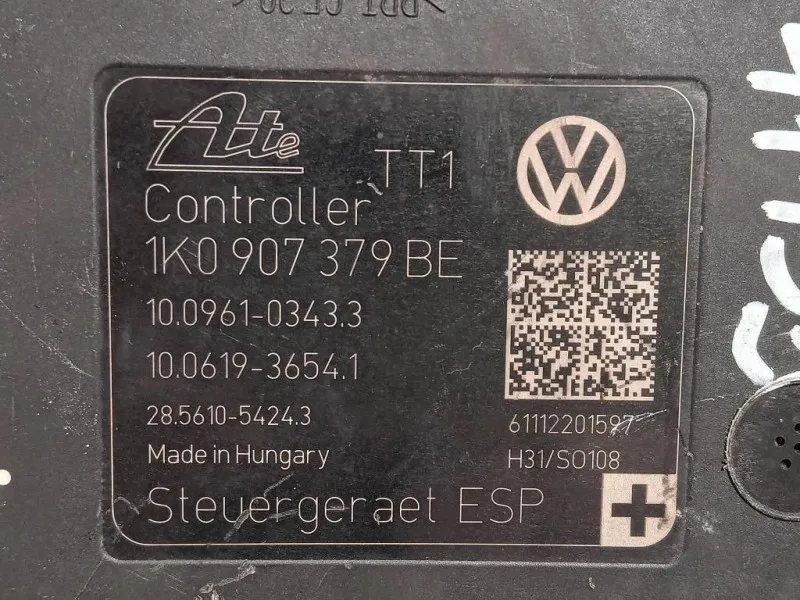 Ate
TT1
Controller
1K0 907 379 BE
10.0961-0343.3
10.0619-3654.1
28.5610-5424.3
61112201597
Made in Hungary
H31/SO108
Steuergeraet ESP